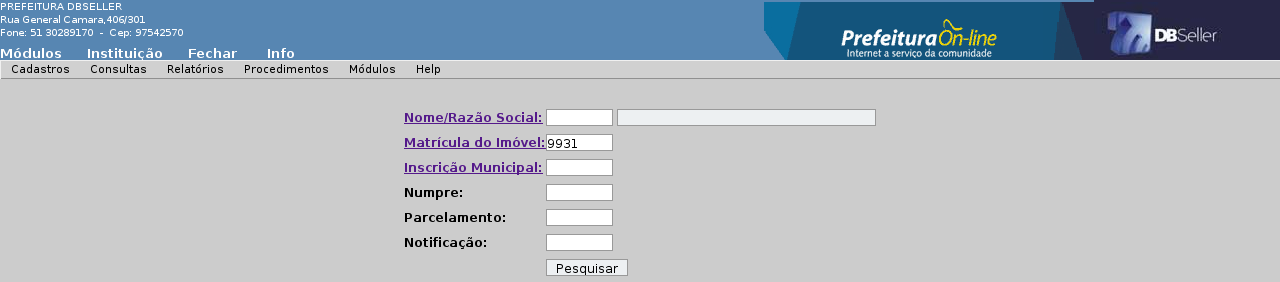 PREFEITURA DBSELLER
Rua General Camara,406/301
Fone: 51 30289170 - Cep: 97542570
Prefeitura On-line
Internet a serviço da comunidade
DBSeller
Módulos Instituição Fechar Info
Cadastros Consultas Relatórios Procedimentos Módulos Help
Nome/Razão Social:
Matrícula do Imóvel: 9931
Inscrição Municipal:
Numpre:
Parcelamento:
Notificação:
Pesquisar